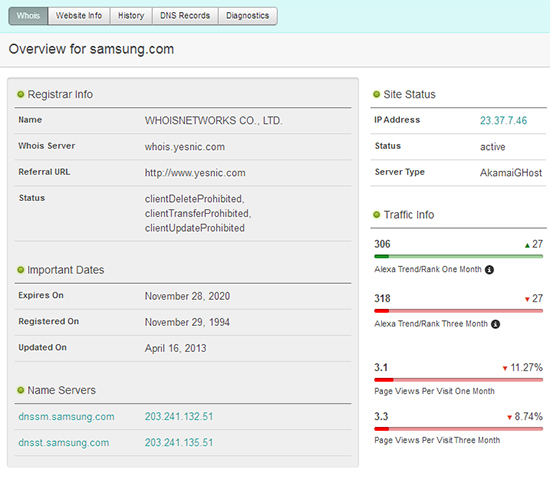 Whois Website Info History DNS Records Diagnostics
Overview for samsung.com
Registrar Info
Name WHOISNETWORKS CO., LTD.
Whois Server whois.yesnic.com
Referral URL http://www.yesnic.com
Status clientDeleteProhibited,
clientTransferProhibited,
clientUpdateProhibited
Important Dates
Expires On November 28, 2020
Registered On November 29, 1994
Updated On April 16, 2013
Name Servers
dnssm.samsung.com 203.241.132.51
dnsst.samsung.com 203.241.135.51
Site Status
IP Address 23.37.7.46
Status active
Server Type AkamaiGHost
Traffic Info
306 ▲27
Alexa Trend/Rank One Month i
318 ▼27
Alexa Trend/Rank Three Month i
3.1 ▼11.27%
Page Views Per Visit One Month
3.3 ▼8.74%
Page Views Per Visit Three Month